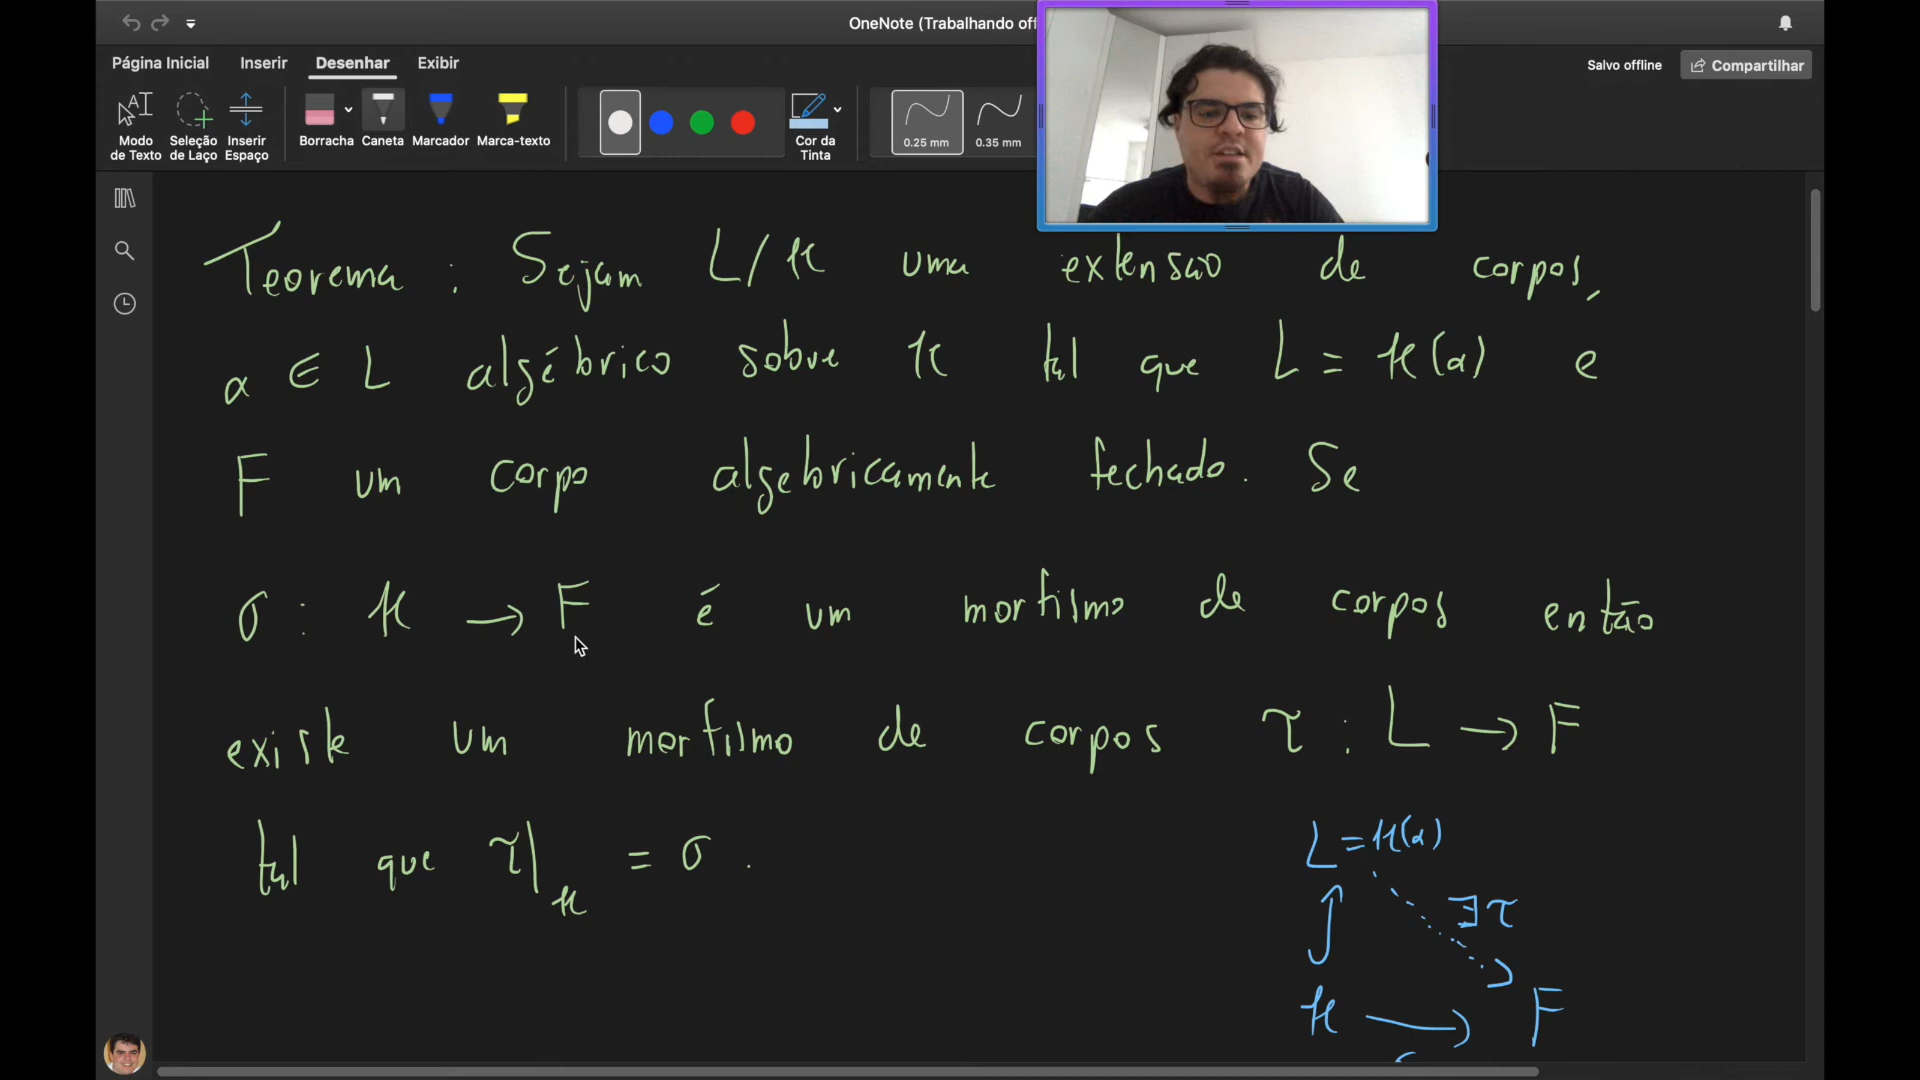 OneNote (Trabalhando off
Página Inicial Inserir Desenhar Exibir
Salvo offline Compartilhar
Modo de Texto Seleção de Laço Inserir Espaço Borracha Caneta Marcador Marca-texto Cor da Tinta 0.25 mm 0.35 mm
Teorema : Sejam L/K uma extensão de corpos,
α ∈ L algébrico sobre K tal que L = K(α) e
F um corpo algebricamente fechado. Se
σ : K → F é um morfismo de corpos então
existe um morfismo de corpos τ : L → F
tal que τ|K = σ .
L = K(α)
∃ τ
K → F